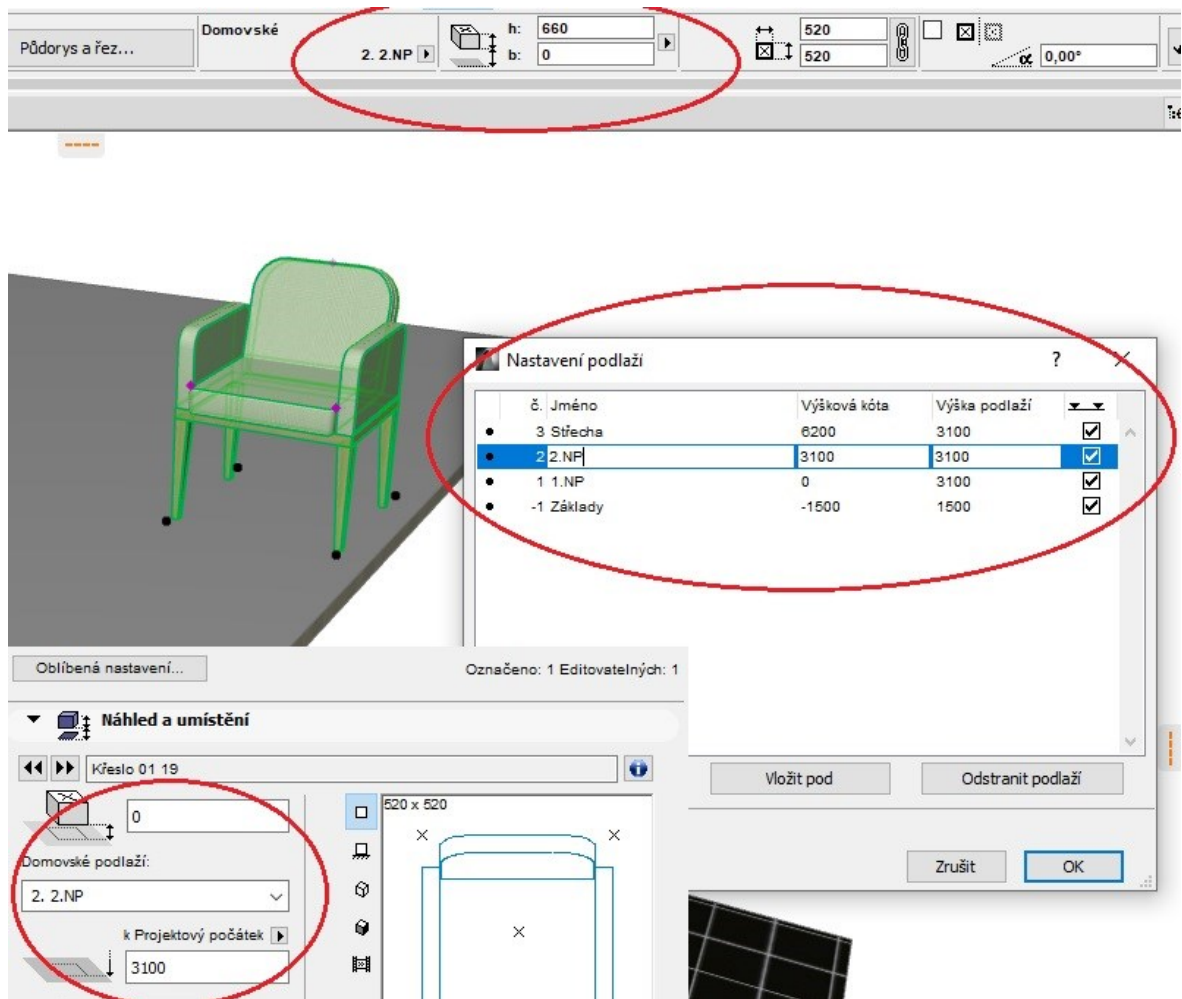 Půdorys a řez...
Domovské
2. 2.NP
h: 660
b: 0
520
520
α 0,00°
Nastavení podlaží ?
č. Jméno Výšková kóta Výška podlaží
3 Střecha 6200 3100
2 2.NP 3100 3100
1 1.NP 0 3100
-1 Základy -1500 1500
Oblíbená nastavení...
Označeno: 1 Editovatelných: 1
Náhled a umístění
Křeslo 01 19
0
520 x 520
Domovské podlaží:
2. 2.NP
k Projektový počátek
3100
Vložit pod
Odstranit podlaží
Zrušit
OK